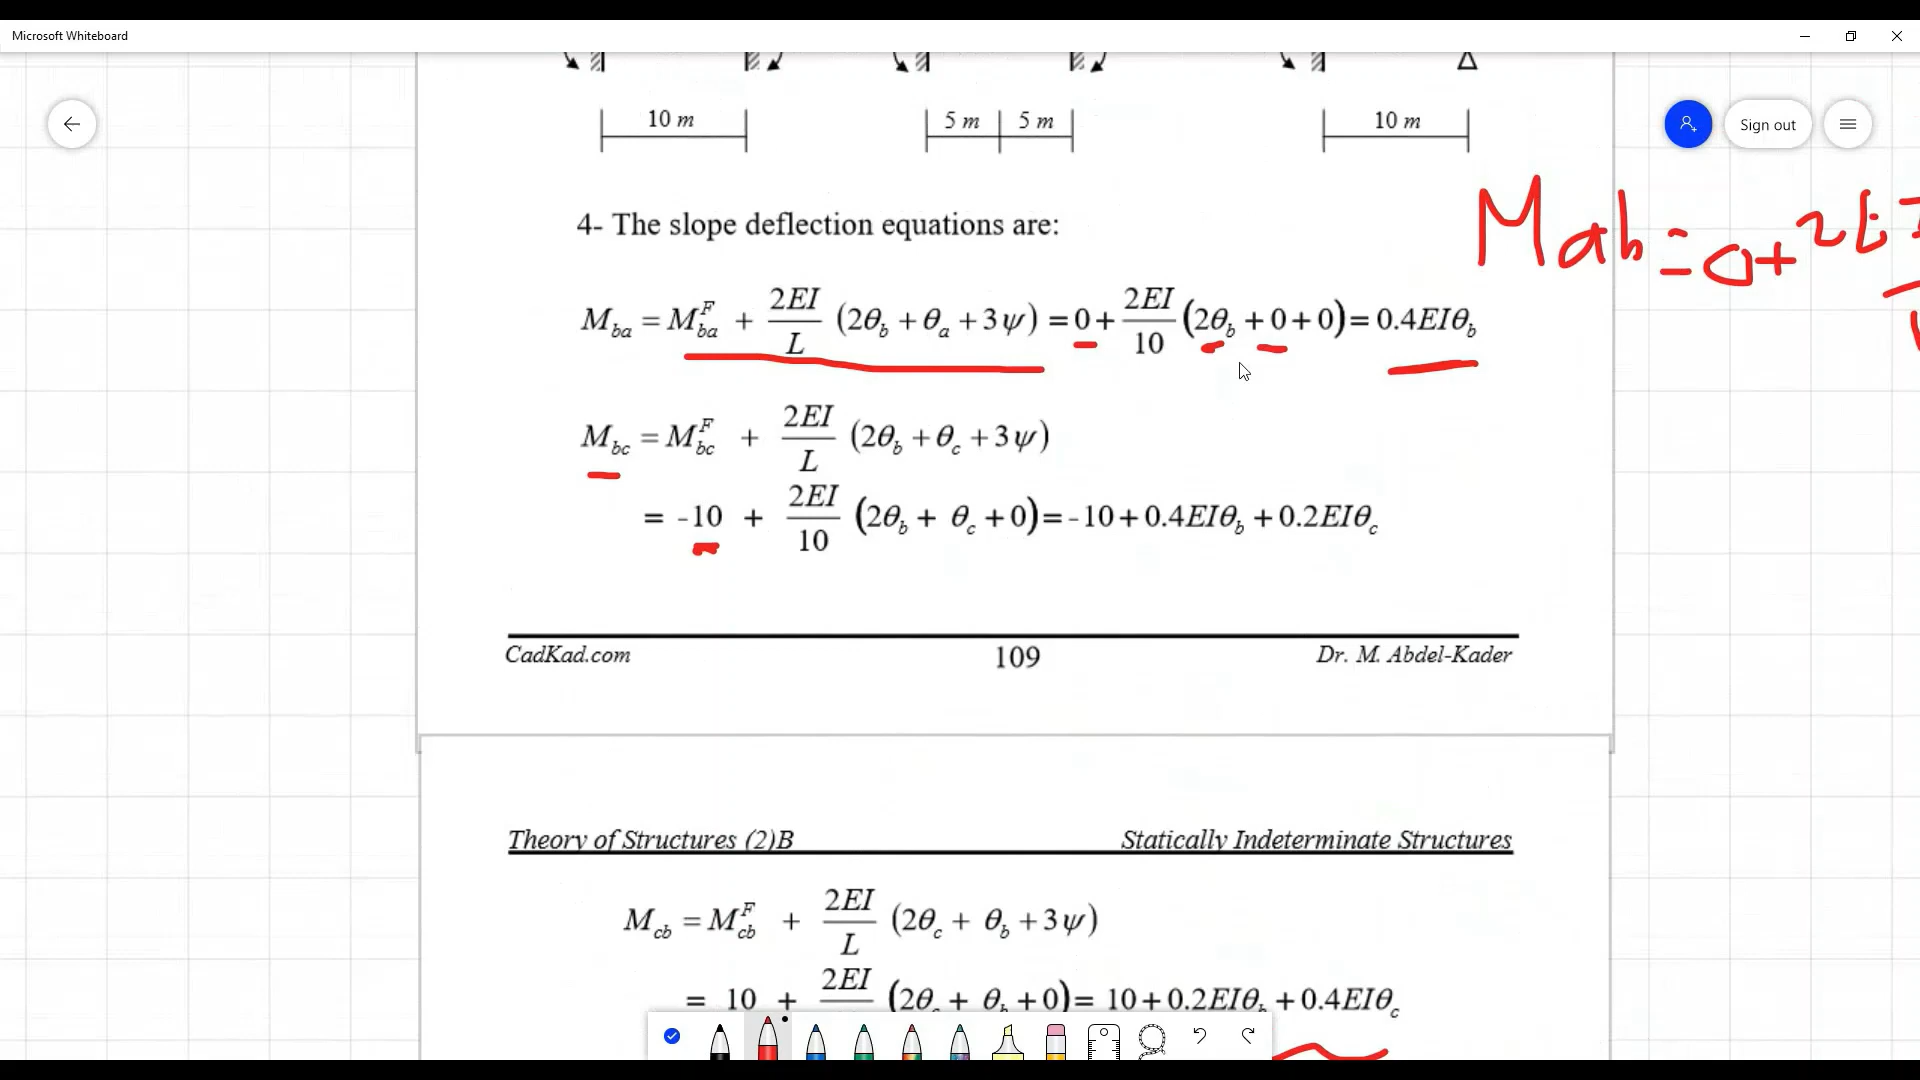 Microsoft Whiteboard
Sign out
10 m
5 m 5 m
10 m
4- The slope deflection equations are:
Mab = 0 + 2EI
M_ba = M^F_ba + 2EI/L (2θ_b + θ_a + 3ψ) = 0 + 2EI/10 (2θ_b + 0 + 0) = 0.4EIθ_b
M_bc = M^F_bc + 2EI/L (2θ_b + θ_c + 3ψ)
= -10 + 2EI/10 (2θ_b + θ_c + 0) = -10 + 0.4EIθ_b + 0.2EIθ_c
CadKad.com 109 Dr. M. Abdel-Kader
Theory of Structures (2)B Statically Indeterminate Structures
M_cb = M^F_cb + 2EI/L (2θ_c + θ_b + 3ψ)
= 10 + 2EI (2θ_c + θ_b + 0) = 10 + 0.2EIθ_b + 0.4EIθ_c